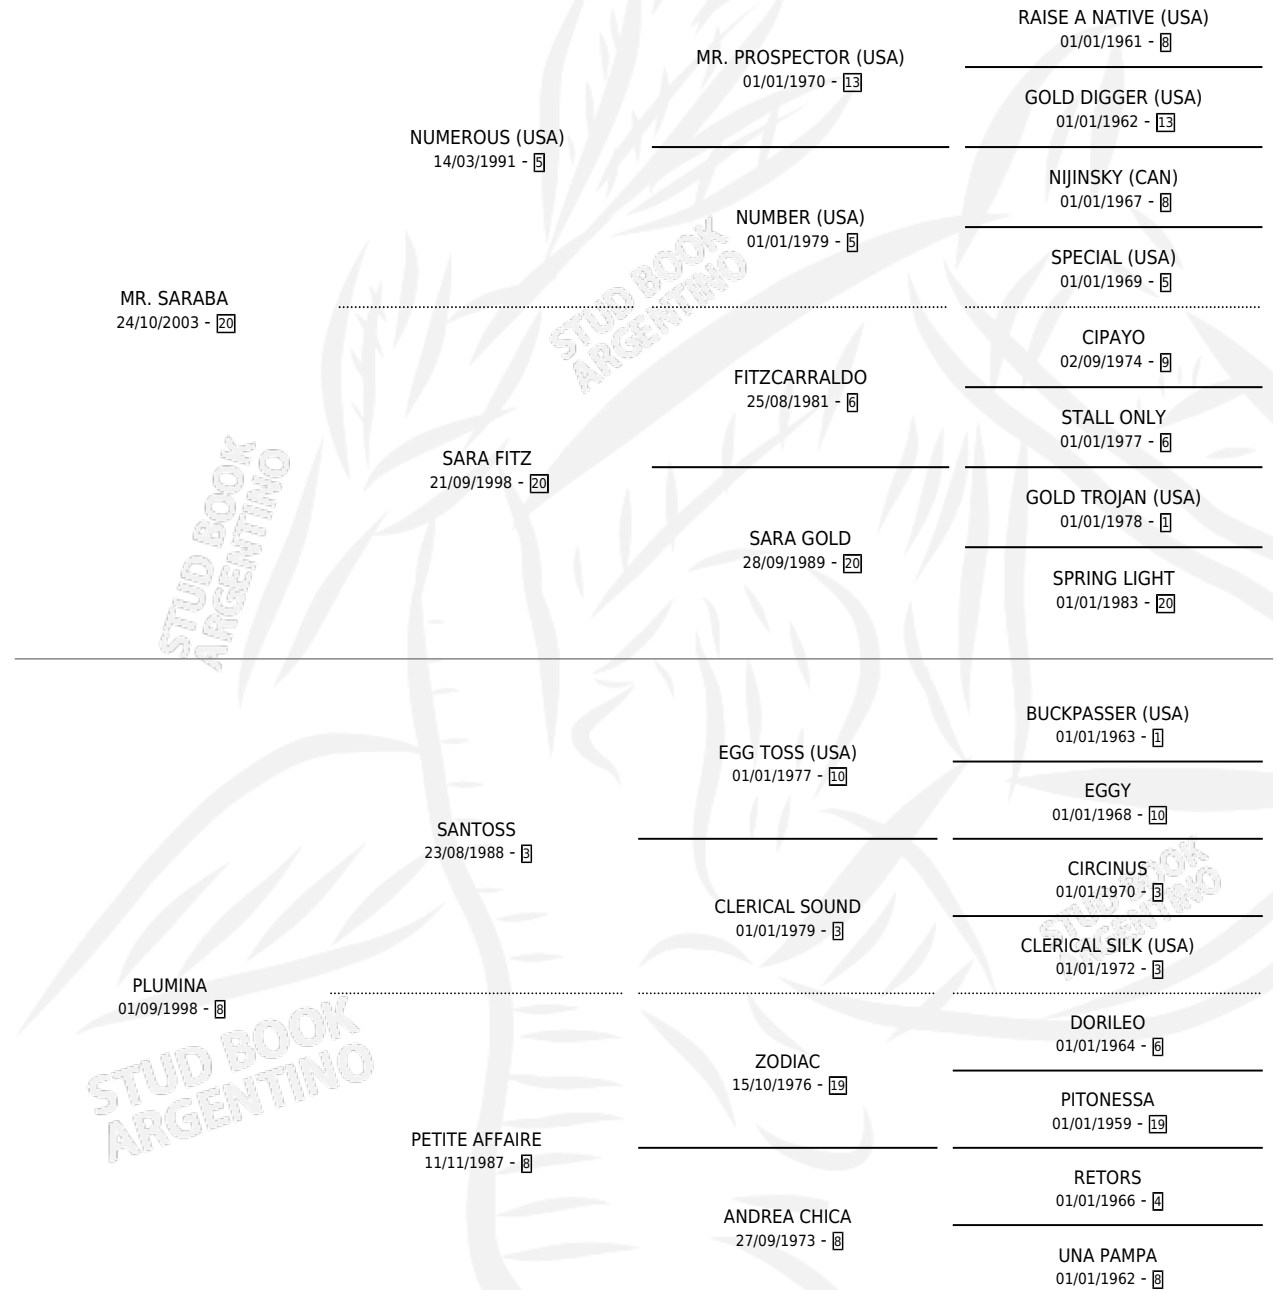 RAISE A NATIVE (USA)
01/01/1961 - 8
MR. PROSPECTOR (USA)
01/01/1970 - 13
GOLD DIGGER (USA)
01/01/1962 - 13
NUMEROUS (USA)
14/03/1991 - 5
NIJINSKY (CAN)
01/01/1967 - 8
NUMBER (USA)
01/01/1979 - 5
SPECIAL (USA)
01/01/1969 - 5
MR. SARABA
24/10/2003 - 20
STUD BOOK
ARGENTINO
CIPAYO
02/09/1974 - 9
FITZCARRALDO
25/08/1981 - 6
STALL ONLY
01/01/1977 - 6
SARA FITZ
21/09/1998 - 20
GOLD TROJAN (USA)
01/01/1978 - 1
SARA GOLD
28/09/1989 - 20
SPRING LIGHT
01/01/1983 - 20
STUD BOOK
ARGENTINO
BUCKPASSER (USA)
01/01/1963 - 1
EGG TOSS (USA)
01/01/1977 - 10
EGGY
01/01/1968 - 10
SANTOSS
23/08/1988 - 3
CIRCINUS
01/01/1970 - 3
CLERICAL SOUND
01/01/1979 - 3
CLERICAL SILK (USA)
01/01/1972 - 3
STUD BOOK
ARGENTINO
PLUMINA
01/09/1998 - 8
STUD BOOK
ARGENTINO
DORILEO
01/01/1964 - 6
ZODIAC
15/10/1976 - 19
PITONESSA
01/01/1959 - 19
PETITE AFFAIRE
11/11/1987 - 8
RETORS
01/01/1966 - 4
ANDREA CHICA
27/09/1973 - 8
UNA PAMPA
01/01/1962 - 8